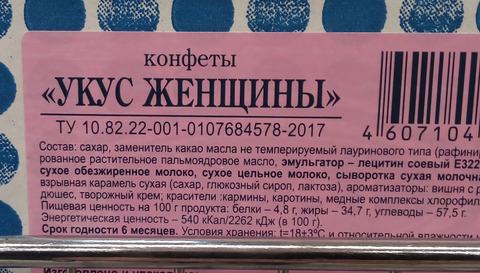 конфеты
«УКУС ЖЕНЩИНЫ»
ТУ 10.82.22-001-0107684578-2017
4 607104
Состав: сахар, заменитель какао масла не темперируемый лауринового типа (рафинир
рованное растительное пальмоядровое масло, эмульгатор – лецитин соевый Е322
сухое обезжиренное молоко, сухое цельное молоко, сыворотка сухая молочна
взрывная карамель сухая (сахар, глюкозный сироп, лактоза), ароматизаторы: вишня с р
дюшес, творожный крем; красители :кармины, каротины, медные комплексы хлорофил
Пищевая ценность на 100 г продукта: белки – 4,8 г, жиры – 34,7 г, углеводы – 57,5 г.
Энергетическая ценность – 540 кКал/2262 кДж (в 100 г.)
Срок годности 6 месяцев. Условия хранения: t=18±3°С и относительной влажности